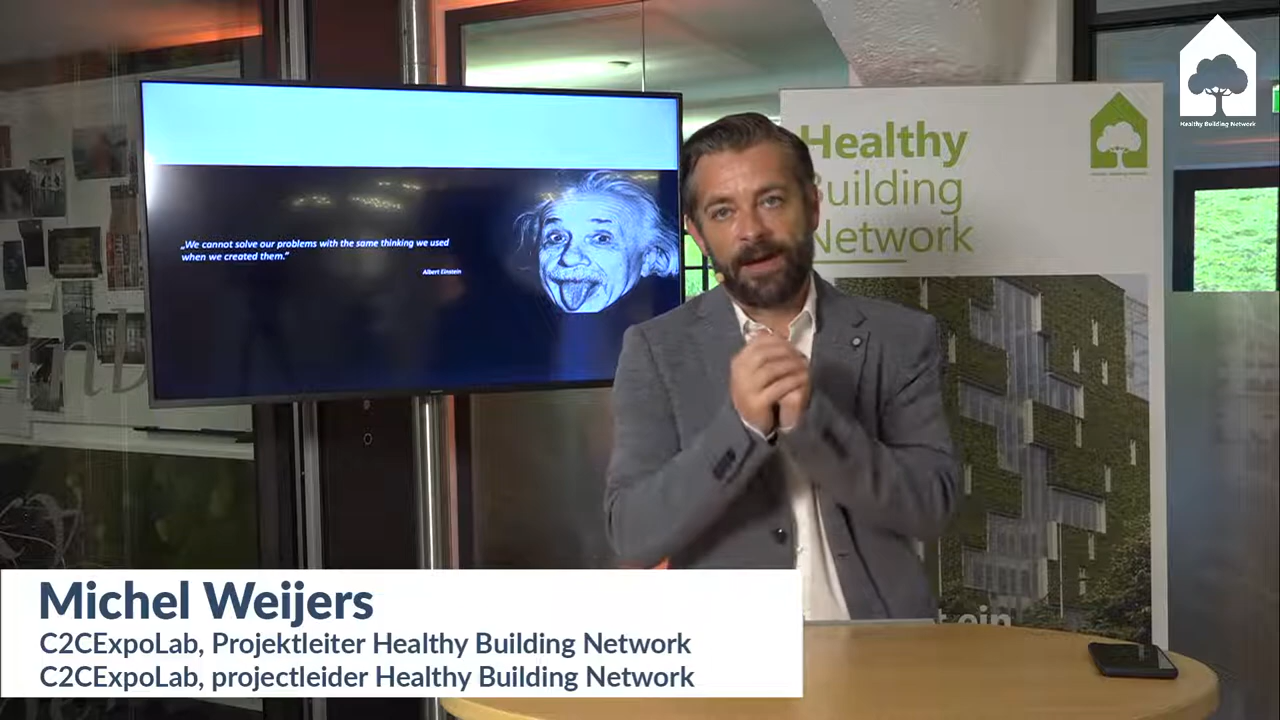 „We cannot solve our problems with the same thinking we used
when we created them.”
Albert Einstein
Healthy
Building
Network
Healthy Building Network
ein
Michel Weijers
C2CExpoLab, Projektleiter Healthy Building Network
C2CExpoLab, projectleider Healthy Building Network